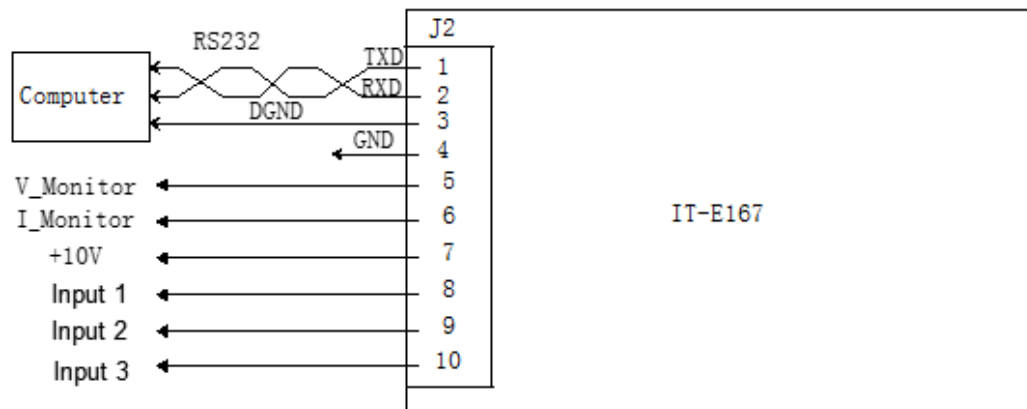 J2
RS232
TXD
1
Computer
RXD
2
DGND
3
GND
4
V_Monitor
5
I_Monitor
6
IT-E167
+10V
7
Input 1
8
Input 2
9
Input 3
10